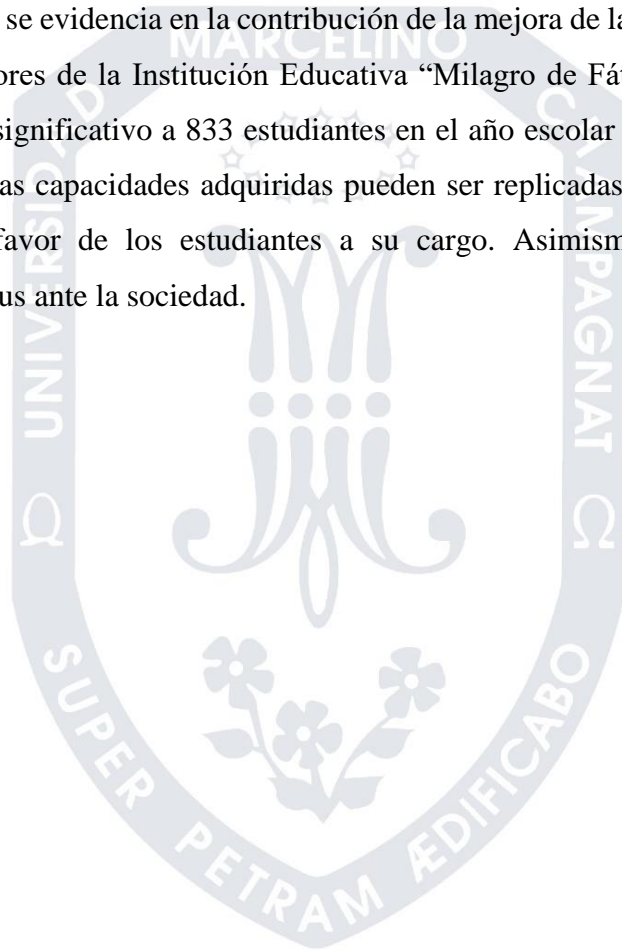 se evidencia en la contribución de la mejora de la
ores de la Institución Educativa “Milagro de Fát
significativo a 833 estudiantes en el año escolar
as capacidades adquiridas pueden ser replicadas
favor de los estudiantes a su cargo. Asimism
us ante la sociedad.
UNIVERSIDAD
MARCELINO
CHAMPAGNAT
Ω
Ω
SUPER PETRAM ÆDIFICABO